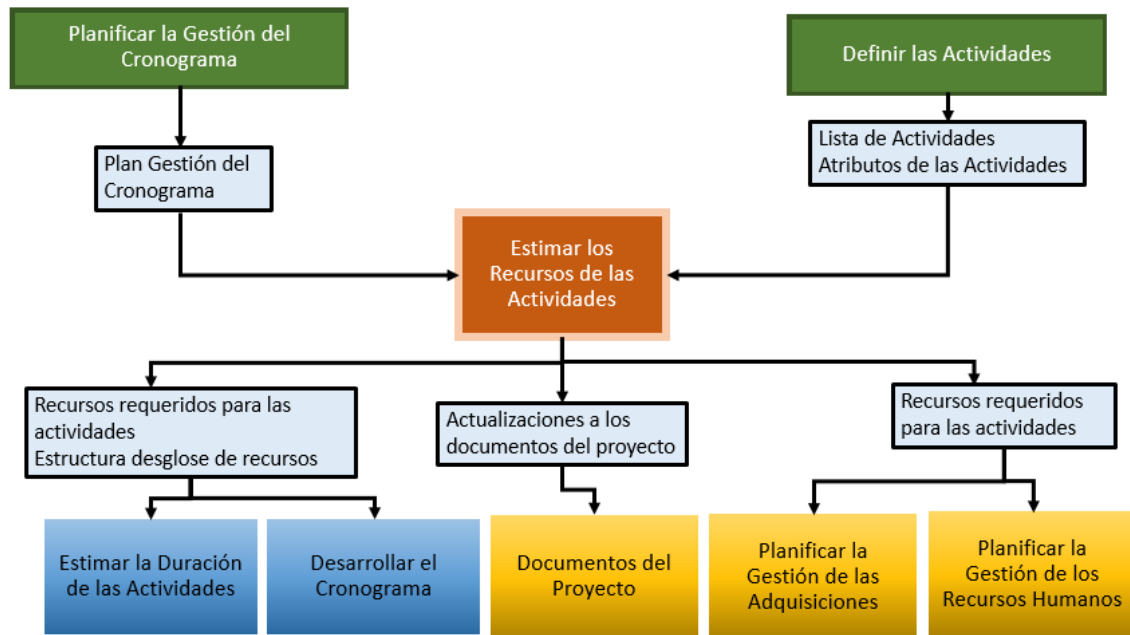 Planificar la Gestión del
Cronograma
Definir las Actividades
Plan Gestión del
Cronograma
Lista de Actividades
Atributos de las Actividades
Estimar los
Recursos de las
Actividades
Recursos requeridos para las
actividades
Estructura desglose de recursos
Actualizaciones a los
documentos del proyecto
Recursos requeridos
para las actividades
Estimar la Duración
de las Actividades
Desarrollar el
Cronograma
Documentos del
Proyecto
Planificar la
Gestión de las
Adquisiciones
Planificar la
Gestión de los
Recursos Humanos